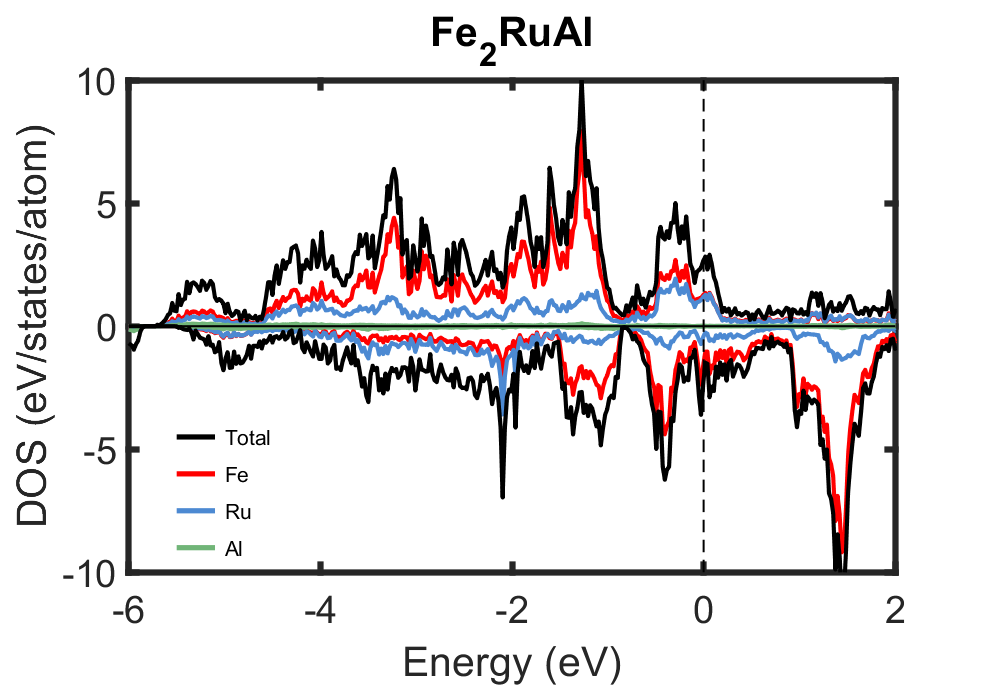 Fe₂RuAl
10
5
0
-5
-10
DOS (eV/states/atom)
Total
Fe
Ru
Al
-6 -4 -2 0 2
Energy (eV)